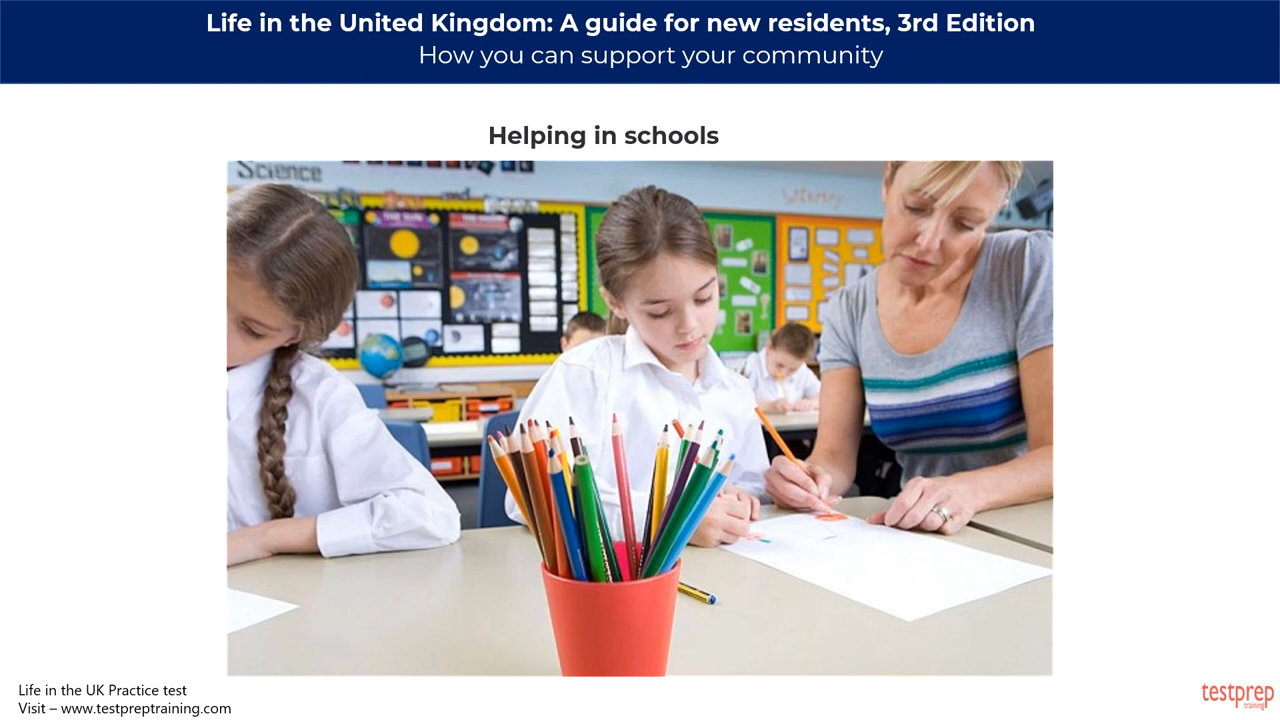 Life in the United Kingdom: A guide for new residents, 3rd Edition
How you can support your community
Helping in schools
Science
Literacy
Life in the UK Practice test
Visit – www.testpreptraining.com
testprep
training